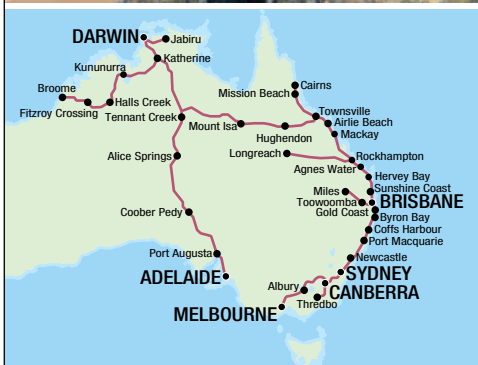 DARWIN
Jabiru
Katherine
Kununurra
Broome
Halls Creek
Fitzroy Crossing
Tennant Creek
Cairns
Mission Beach
Townsville
Airlie Beach
Mackay
Mount Isa
Hughendon
Longreach
Rockhampton
Agnes Water
Hervey Bay
Alice Springs
Sunshine Coast
Miles
BRISBANE
Toowoomba
Gold Coast
Byron Bay
Coober Pedy
Coffs Harbour
Port Macquarie
Port Augusta
Newcastle
ADELAIDE
SYDNEY
Albury
CANBERRA
Thredbo
MELBOURNE